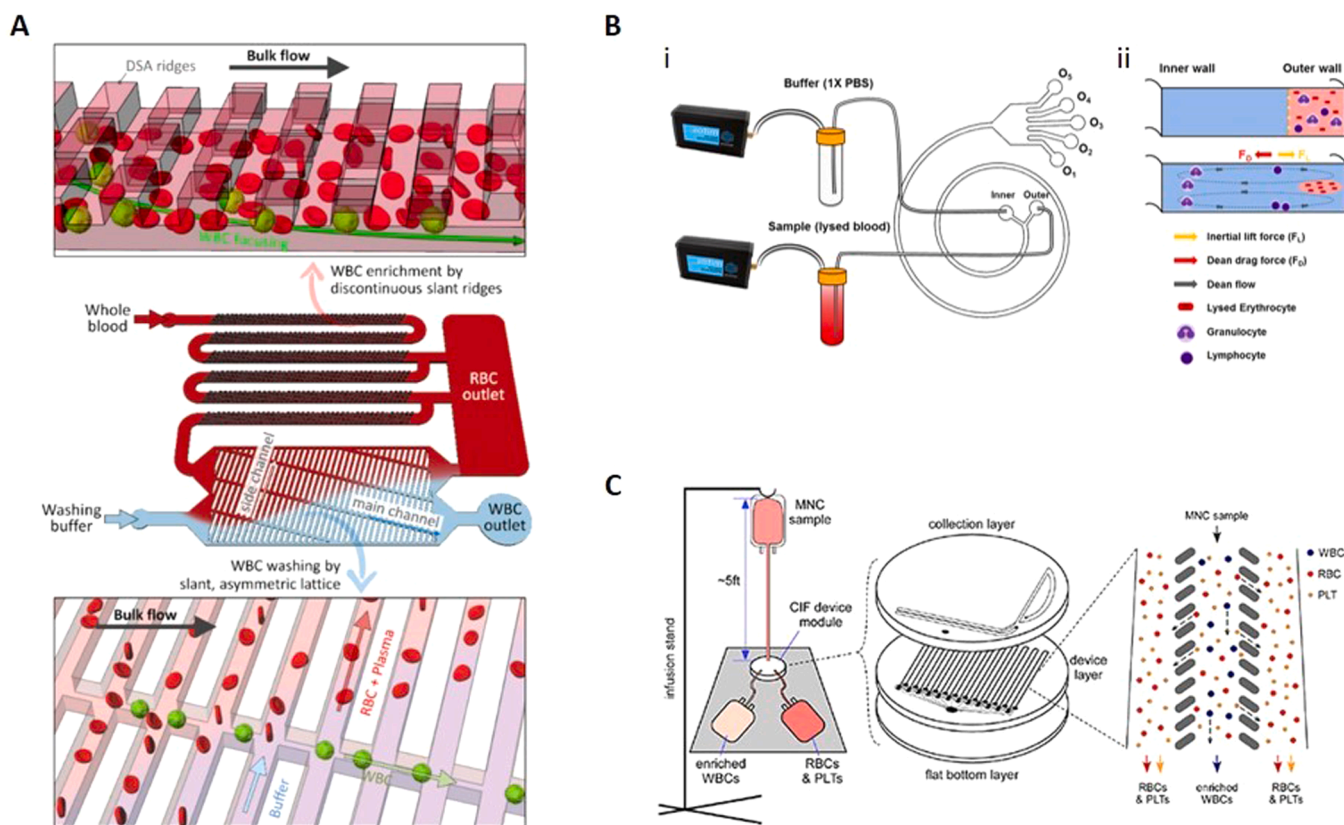 A
DSA ridges
Bulk flow
WBC focusing
WBC enrichment by
discontinuous slant ridges
Whole
blood
RBC
outlet
side channel
main channel
Washing
buffer
WBC
outlet
WBC washing by
slant, asymmetric lattice
Bulk flow
RBC + Plasma
WBC
Buffer
B
i
Buffer (1X PBS)
O5
O4
O3
O2
O1
Inner
Outer
Sample (lysed blood)
ii
Inner wall
Outer wall
FD
FL
Inertial lift force (FL)
Dean drag force (FD)
Dean flow
Lysed Erythrocyte
Granulocyte
Lymphocyte
C
MNC
sample
~5ft
CIF device
module
infusion stand
enriched
WBCs
RBCs
& PLTs
collection layer
device
layer
flat bottom layer
MNC sample
WBC
RBC
PLT
RBCs
& PLTs
enriched
WBCs
RBCs
& PLTs